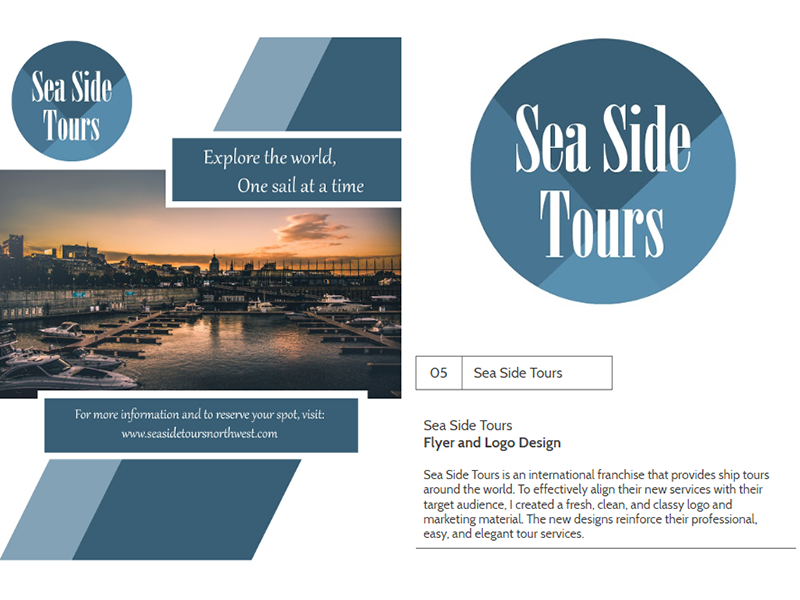 Sea Side
Tours
Explore the world,
One sail at a time
For more information and to reserve your spot, visit:
www.seasidetoursnorthwest.com
Sea Side
Tours
05 Sea Side Tours
Sea Side Tours
Flyer and Logo Design
Sea Side Tours is an international franchise that provides ship tours
around the world. To effectively align their new services with their
target audience, I created a fresh, clean, and classy logo and
marketing material. The new designs reinforce their professional,
easy, and elegant tour services.